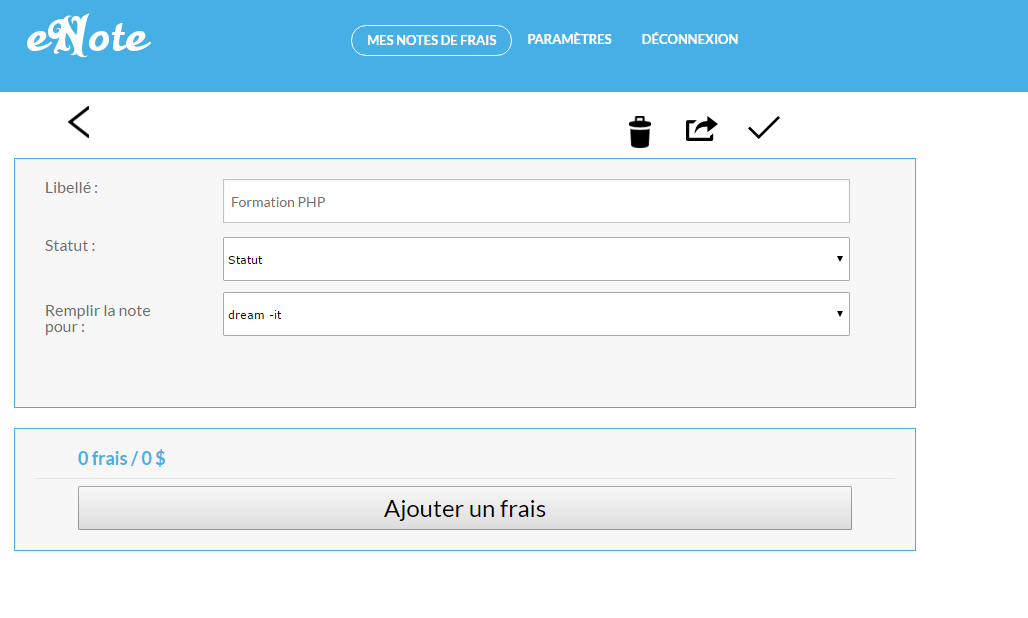 eNote
MES NOTES DE FRAIS PARAMÈTRES DÉCONNEXION
Libellé :
Formation PHP
Statut :
Statut
Remplir la note
pour :
dream -it
0 frais / 0 $
Ajouter un frais